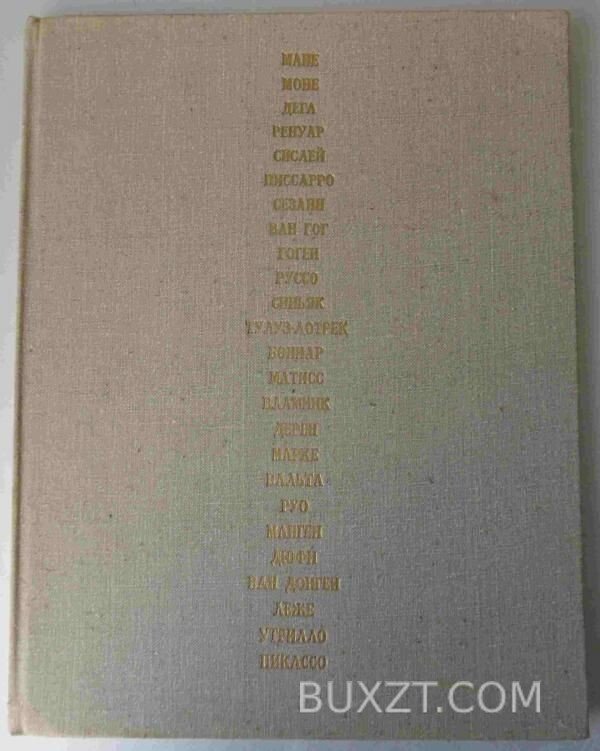 МАНЕ
МОНЕ
ДЕГА
РЕНУАР
СИСЛЕЙ
ПИССАРРО
СЕЗАНН
ВАН ГОГ
ГОГЕН
РУССО
СИНЬЯК
ТУЛУЗ-ЛОТРЕК
БОННАР
МАТИСС
ВЛАМИНК
ДЕРЕН
МАРКЕ
ВАЛЬТА
РУО
МАНГЕН
ДЮФИ
ВАН ДОНГЕН
ЛЕЖЕ
УТРИЛЛО
ПИКАССО
BUXZT.COM